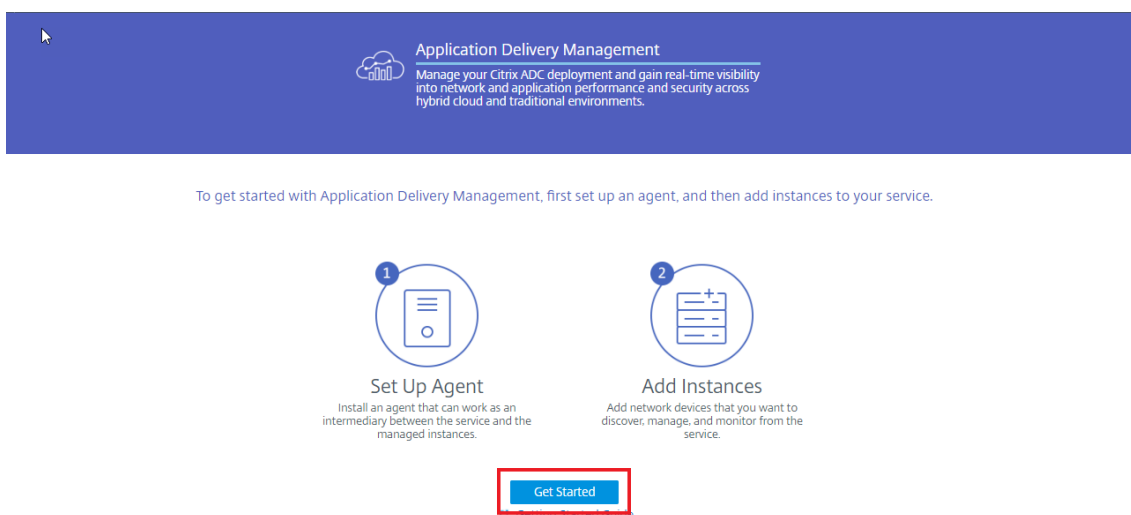 Application Delivery Management
Manage your Citrix ADC deployment and gain real-time visibility
into network and application performance and security across
hybrid cloud and traditional environments.
To get started with Application Delivery Management, first set up an agent, and then add instances to your service.
1
2
Set Up Agent
Install an agent that can work as an
intermediary between the service and the
managed instances.
Add Instances
Add network devices that you want to
discover, manage, and monitor from the
service.
Get Started